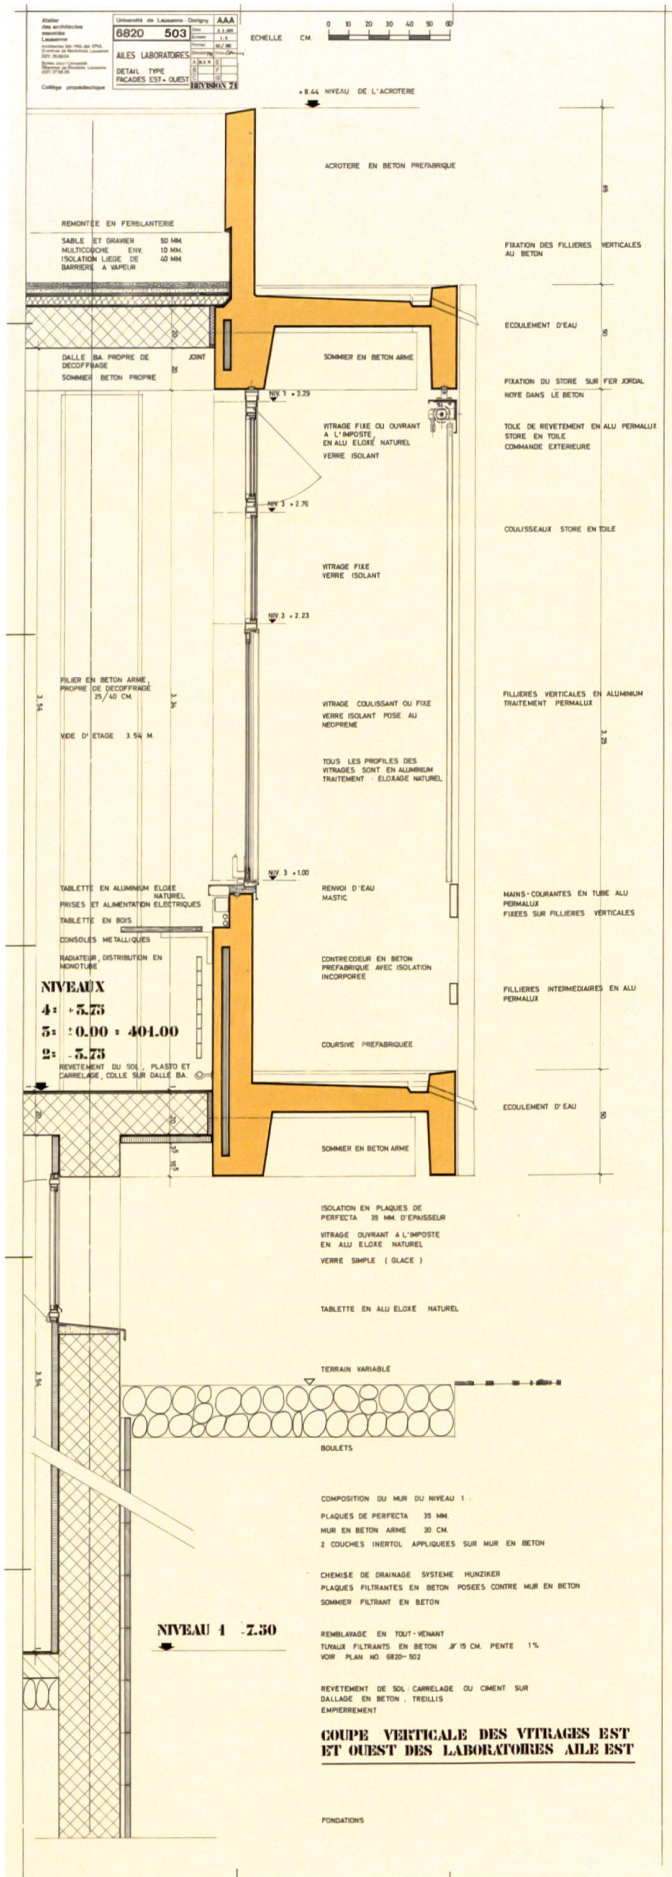 Atelier
des architectes
associés
Lausanne
Collège propédeutique
Université de Lausanne - Dorigny
AAA
6820 503
AILES LABORATOIRES
DETAIL TYPE
FACADES EST + OUEST
REVISION 71
ECHELLE CM.
0 10 20 30 40 50 60
+ 8.44 NIVEAU DE L'ACROTERE
ACROTERE EN BETON PREFABRIQUE
85
REMONTEE EN FERBLANTERIE
SABLE ET GRAVIER 50 MM.
MULTICOUCHE ENV. 10 MM.
ISOLATION LIEGE DE 40 MM.
BARRIERE A VAPEUR
FIXATION DES FILLIERES VERTICALES
AU BETON
ECOULEMENT D'EAU
50
20
DALLE BA. PROPRE DE
DECOFFRAGE
JOINT
SOMMIER BETON PROPRE
20
SOMMIER EN BETON ARME
FIXATION DU STORE SUR FER JORDAL
NOYE DANS LE BETON
NIV. 3 + 3.29
VITRAGE FIXE OU OUVRANT
A L'IMPOSTE,
EN ALU ELOXE NATUREL
VERRE ISOLANT
TOLE DE REVETEMENT EN ALU PERMALUX
STORE EN TOILE
COMMANDE EXTERIEURE
NIV. 3 + 2.76
COULISSEAUX STORE EN TOILE
VITRAGE FIXE
VERRE ISOLANT
NIV. 3 + 2.23
PILIER EN BETON ARME,
PROPRE DE DECOFFRAGE
25/40 CM.
3.54
3.34
VIDE D'ETAGE 3.54 M.
VITRAGE COULISSANT OU FIXE
VERRE ISOLANT POSE AU
NEOPRENE
FILLIERES VERTICALES EN ALUMINIUM
TRAITEMENT PERMALUX
3.25
TOUS LES PROFILES DES
VITRAGES SONT EN ALUMINIUM
TRAITEMENT : ELOXAGE NATUREL
NIV. 3 + 1.00
TABLETTE EN ALUMINIUM ELOXE
NATUREL
PRISES ET ALIMENTATION ELECTRIQUES
TABLETTE EN BOIS
CONSOLES METALLIQUES
RADIATEUR, DISTRIBUTION EN
MONOTUBE
RENVOI D'EAU
MASTIC
MAINS-COURANTES EN TUBE ALU
PERMALUX
FIXEES SUR FILLIERES VERTICALES
CONTRECOEUR EN BETON
PREFABRIQUE AVEC ISOLATION
INCORPOREE
FILLIERES INTERMEDIAIRES EN ALU
PERMALUX
NIVEAUX
4= + 3.75
3= ± 0.00 = 401.00
2= - 3.75
COURSIVE PREFABRIQUEE
REVETEMENT DU SOL, PLASTO ET
CARRELAGE, COLLE SUR DALLE BA.
ECOULEMENT D'EAU
20
20
50
SOMMIER EN BETON ARME
ISOLATION EN PLAQUES DE
PERFECTA 35 MM. D'EPAISSEUR
VITRAGE OUVRANT A L'IMPOSTE
EN ALU ELOXE NATUREL
VERRE SIMPLE ( GLACE )
TABLETTE EN ALU ELOXE NATUREL
TERRAIN VARIABLE
3.54
BOULETS
COMPOSITION DU MUR DU NIVEAU 1 :
PLAQUES DE PERFECTA 35 MM.
MUR EN BETON ARME 30 CM.
2 COUCHES INERTOL APPLIQUEES SUR MUR EN BETON
CHEMISE DE DRAINAGE SYSTEME HUNZIKER
PLAQUES FILTRANTES EN BETON POSEES CONTRE MUR EN BETON
SOMMIER FILTRANT EN BETON
NIVEAU 1 -7.50
REMBLAYAGE EN TOUT-VENANT
TUYAUX FILTRANTS EN BETON Ø 15 CM. PENTE 1%
VOIR PLAN NO. 6820-502
REVETEMENT DE SOL : CARRELAGE OU CIMENT SUR
DALLAGE EN BETON, TREILLIS
EMPIERREMENT
COUPE VERTICALE DES VITRAGES EST
ET OUEST DES LABORATOIRES AILE EST
FONDATIONS